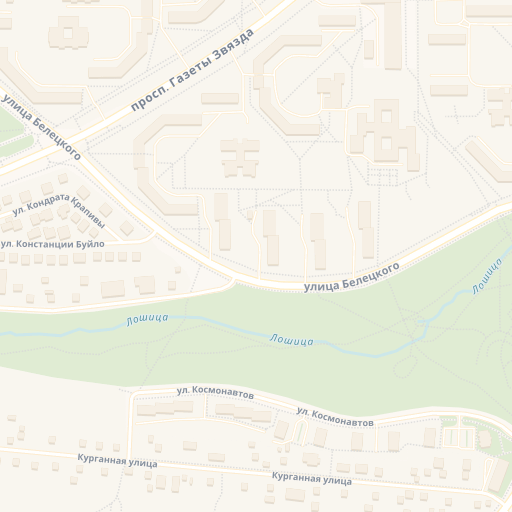 просп. Газеты Звязда
улица Белецкого
ул. Кондрата Крапивы
ул. Констанции Буйло
улица Белецкого
Лошица
Лошица
Лошица
ул. Космонавтов
ул. Космонавтов
Курганная улица
Курганная улица